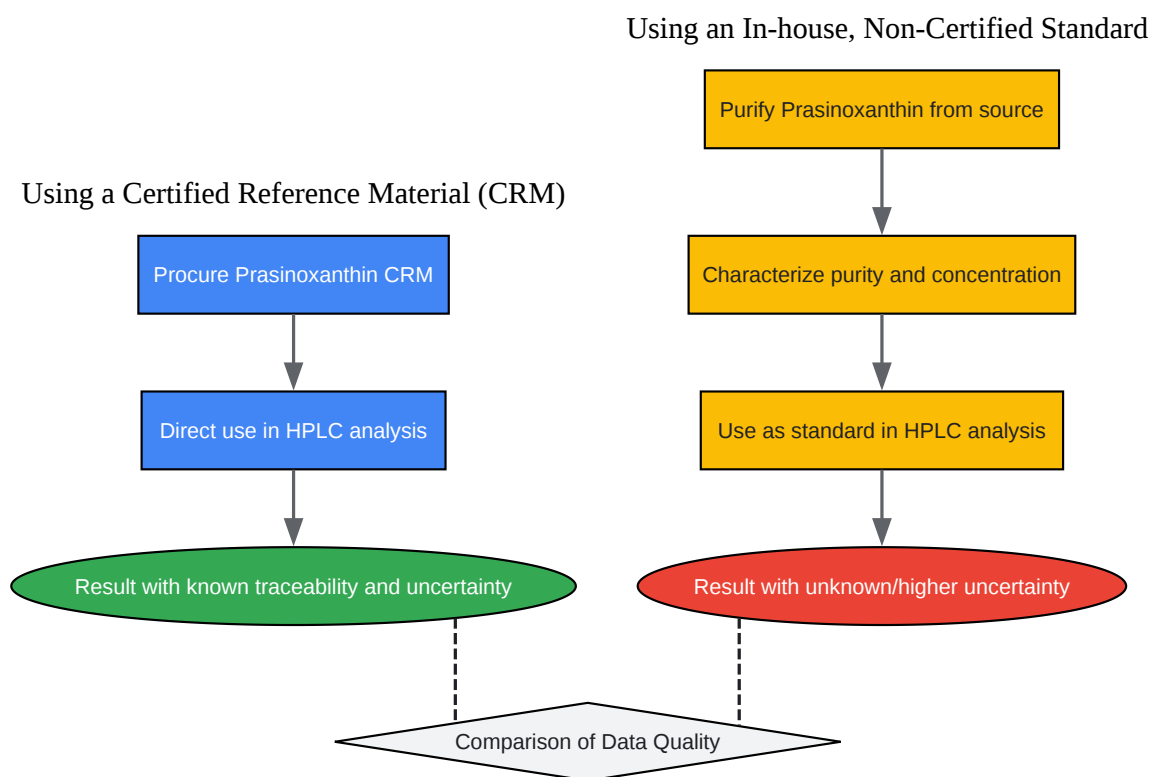 Using an In-house, Non-Certified Standard
Purify Prasinoxanthin from source
Using a Certified Reference Material (CRM)
Procure Prasinoxanthin CRM
Characterize purity and concentration
Direct use in HPLC analysis
Use as standard in HPLC analysis
Result with known traceability and uncertainty
Result with unknown/higher uncertainty
Comparison of Data Quality